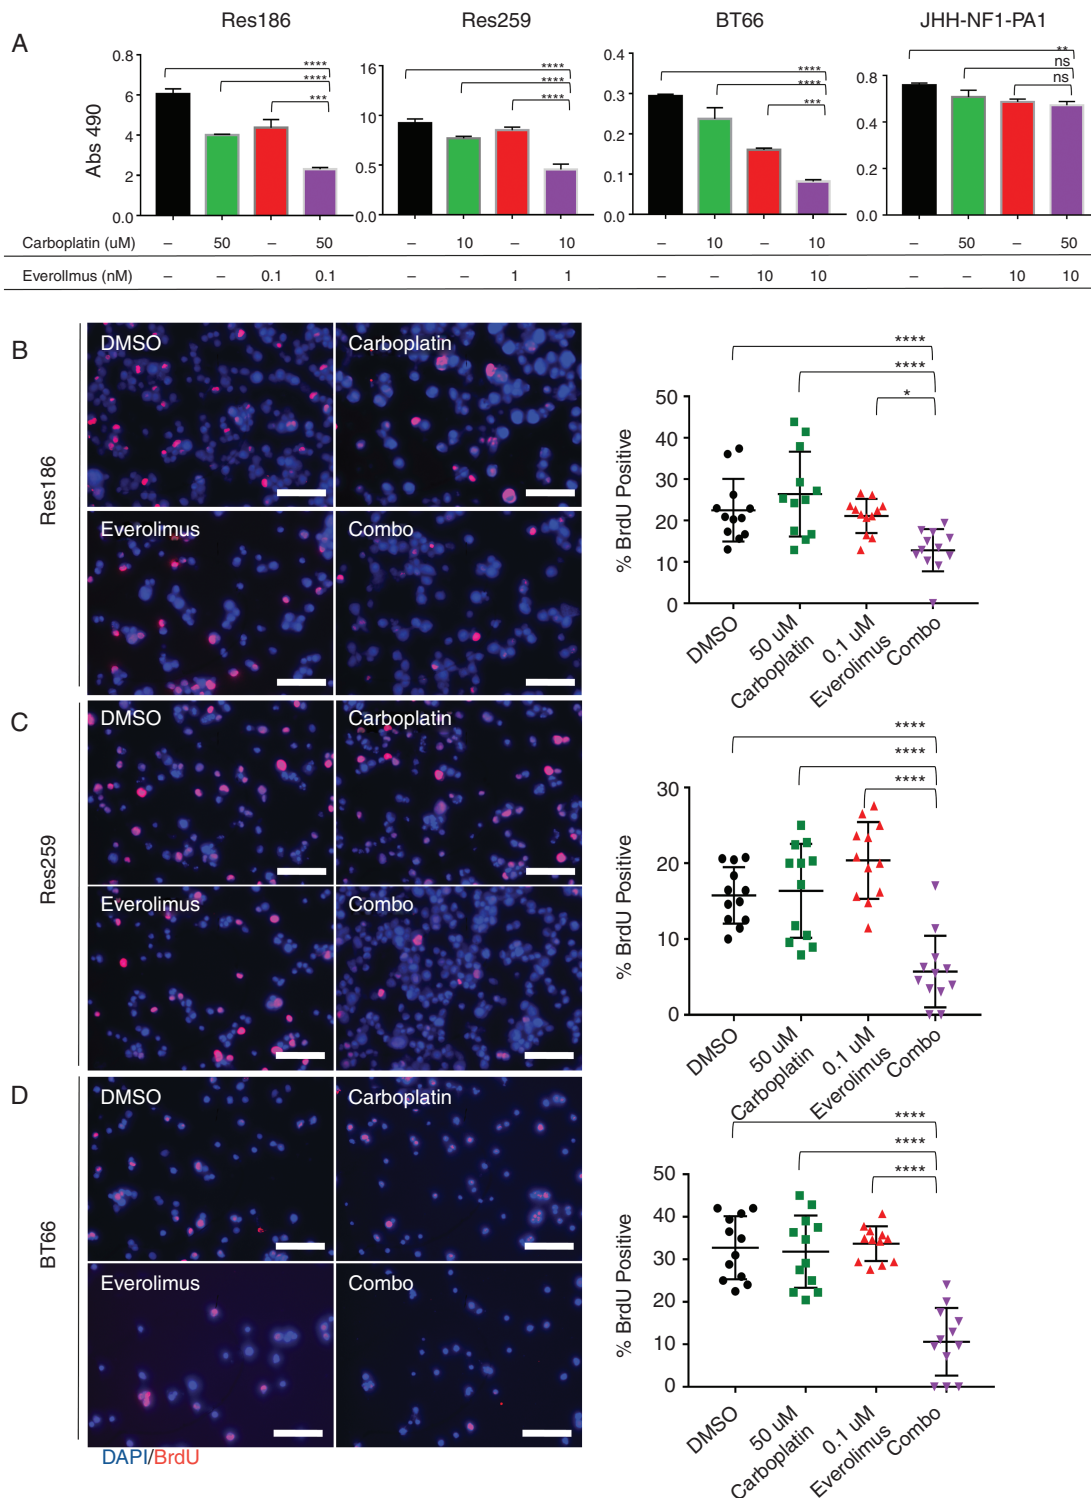 Res186 Res259 BT66 JHH-NF1-PA1
A
Abs 490
0.8
6
4
2
0.0
**** 
****
***
16
10
0.5
0.0
****
****
****
0.4
0.3
0.2
0.1
0.0
****
****
***
0.8
0.4
0.2
0.0
**
ns
ns
Carboplatin (uM) – 50 – 50 – 10 – 10 – 10 – 10 – 50 – 50
Everollmus (nM) – – 0.1 0.1 – – 1 1 – – 10 10 – – 10 10
B
Res186
DMSO
Carboplatin
Everolimus
Combo
****
****
*
% BrdU Positive
50
40
30
20
10
0
DMSO
50 uM
Carboplatin
0.1 uM
Everolimus
Combo
C
Res259
DMSO
Carboplatin
Everolimus
Combo
****
****
****
% BrdU Positive
30
20
10
0
DMSO
50 uM
Carboplatin
0.1 uM
Everolimus
Combo
D
BT66
DMSO
Carboplatin
Everolimus
Combo
DAPI/BrdU
****
****
****
% BrdU Positive
50
40
30
20
10
0
DMSO
50 uM
Carboplatin
0.1 uM
Everolimus
Combo